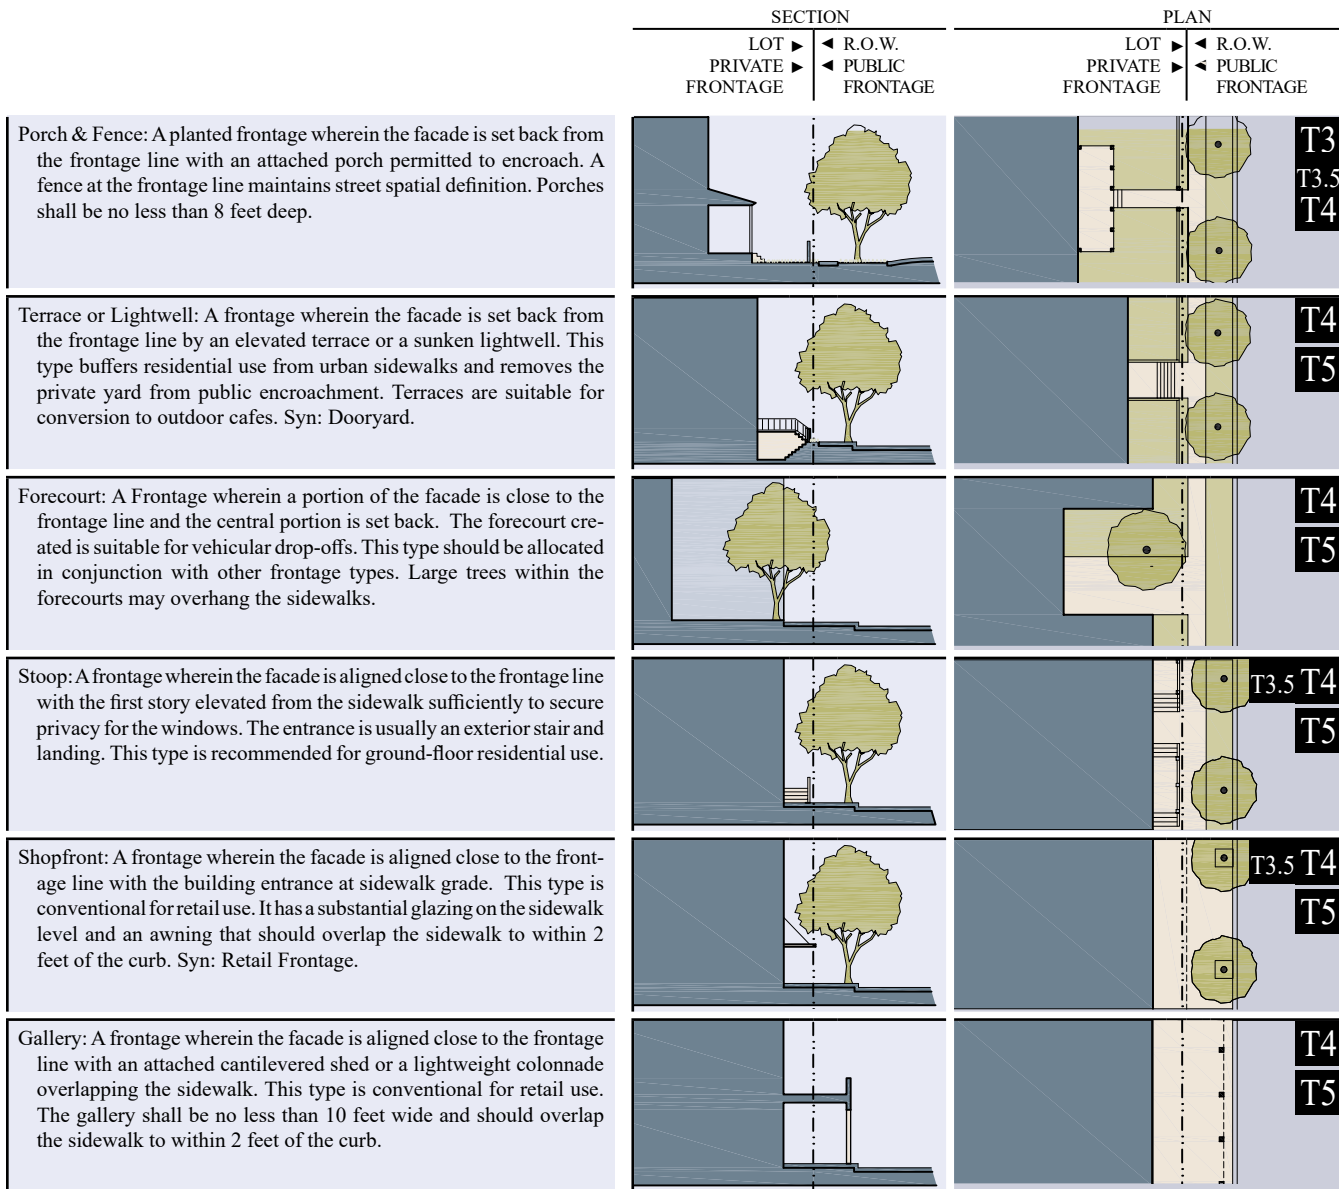 SECTION
PLAN
LOT ► ◄ R.O.W.
PRIVATE ► ◄ PUBLIC
FRONTAGE FRONTAGE
LOT ► ◄ R.O.W.
PRIVATE ► ◄ PUBLIC
FRONTAGE FRONTAGE
Porch & Fence: A planted frontage wherein the facade is set back from
the frontage line with an attached porch permitted to encroach. A
fence at the frontage line maintains street spatial definition. Porches
shall be no less than 8 feet deep.
T3
T3.5
T4
Terrace or Lightwell: A frontage wherein the facade is set back from
the frontage line by an elevated terrace or a sunken lightwell. This
type buffers residential use from urban sidewalks and removes the
private yard from public encroachment. Terraces are suitable for
conversion to outdoor cafes. Syn: Dooryard.
T4
T5
Forecourt: A Frontage wherein a portion of the facade is close to the
frontage line and the central portion is set back. The forecourt cre-
ated is suitable for vehicular drop-offs. This type should be allocated
in conjunction with other frontage types. Large trees within the
forecourts may overhang the sidewalks.
T4
T5
Stoop: A frontage wherein the facade is aligned close to the frontage line
with the first story elevated from the sidewalk sufficiently to secure
privacy for the windows. The entrance is usually an exterior stair and
landing. This type is recommended for ground-floor residential use.
T3.5 T4
T5
Shopfront: A frontage wherein the facade is aligned close to the front-
age line with the building entrance at sidewalk grade. This type is
conventional for retail use. It has a substantial glazing on the sidewalk
level and an awning that should overlap the sidewalk to within 2
feet of the curb. Syn: Retail Frontage.
T3.5 T4
T5
Gallery: A frontage wherein the facade is aligned close to the frontage
line with an attached cantilevered shed or a lightweight colonnade
overlapping the sidewalk. This type is conventional for retail use.
The gallery shall be no less than 10 feet wide and should overlap
the sidewalk to within 2 feet of the curb.
T4
T5